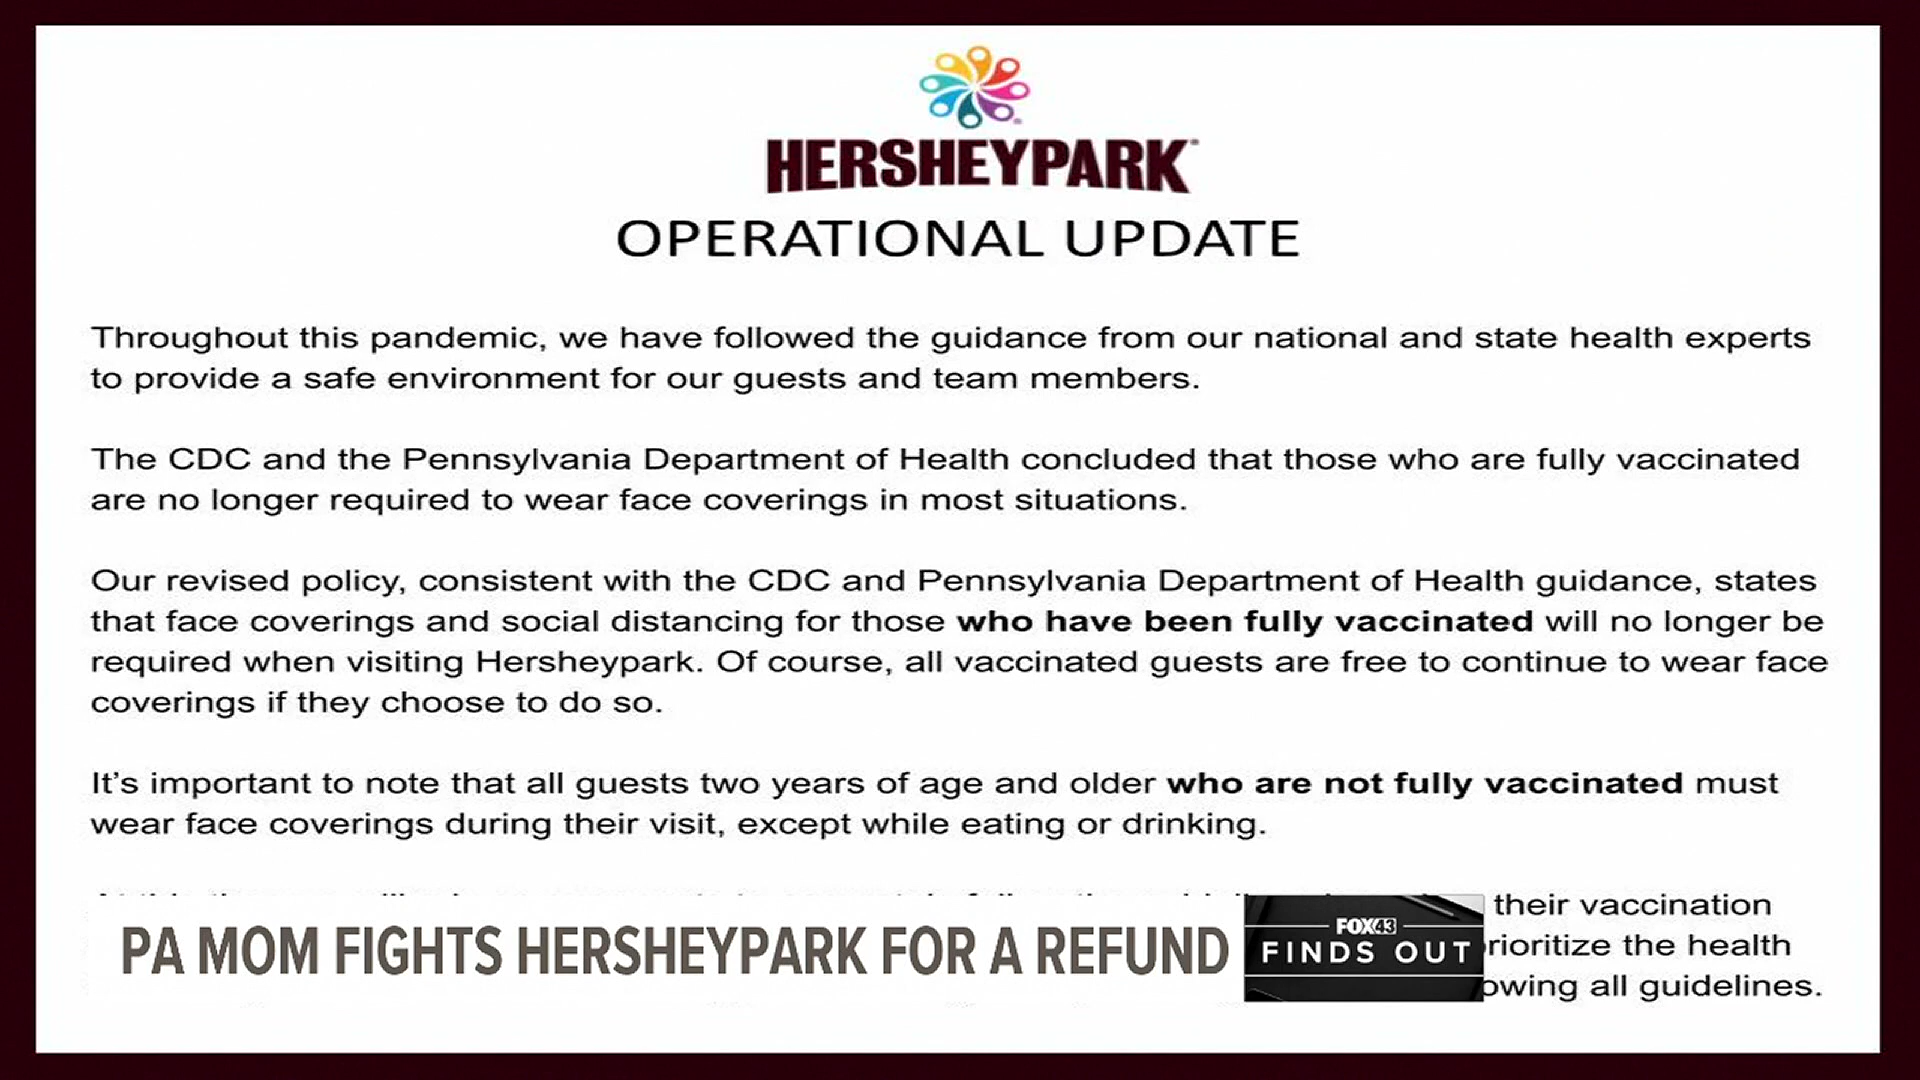 HERSHEYPARK
OPERATIONAL UPDATE
Throughout this pandemic, we have followed the guidance from our national and state health experts
to provide a safe environment for our guests and team members.
The CDC and the Pennsylvania Department of Health concluded that those who are fully vaccinated
are no longer required to wear face coverings in most situations.
Our revised policy, consistent with the CDC and Pennsylvania Department of Health guidance, states
that face coverings and social distancing for those who have been fully vaccinated will no longer be
required when visiting Hersheypark. Of course, all vaccinated guests are free to continue to wear face
coverings if they choose to do so.
It's important to note that all guests two years of age and older who are not fully vaccinated must
wear face coverings during their visit, except while eating or drinking.
their vaccination
the health
all guidelines.
PA MOM FIGHTS HERSHEYPARK FOR A REFUND
FOX43
FINDS OUT